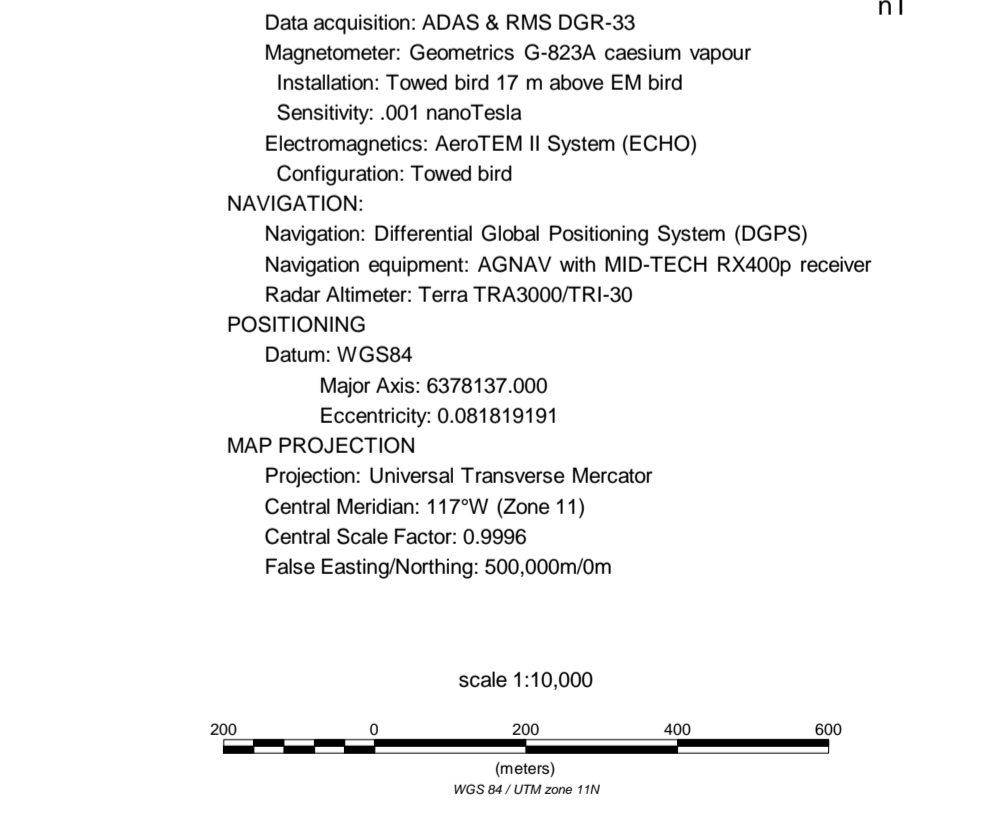 nT
Data acquisition: ADAS & RMS DGR-33
Magnetometer: Geometrics G-823A caesium vapour
Installation: Towed bird 17 m above EM bird
Sensitivity: .001 nanoTesla
Electromagnetics: AeroTEM II System (ECHO)
Configuration: Towed bird
NAVIGATION:
Navigation: Differential Global Positioning System (DGPS)
Navigation equipment: AGNAV with MID-TECH RX400p receiver
Radar Altimeter: Terra TRA3000/TRI-30
POSITIONING
Datum: WGS84
Major Axis: 6378137.000
Eccentricity: 0.081819191
MAP PROJECTION
Projection: Universal Transverse Mercator
Central Meridian: 117°W (Zone 11)
Central Scale Factor: 0.9996
False Easting/Northing: 500,000m/0m
scale 1:10,000
200 0 200 400 600
(meters)
WGS 84 / UTM zone 11N